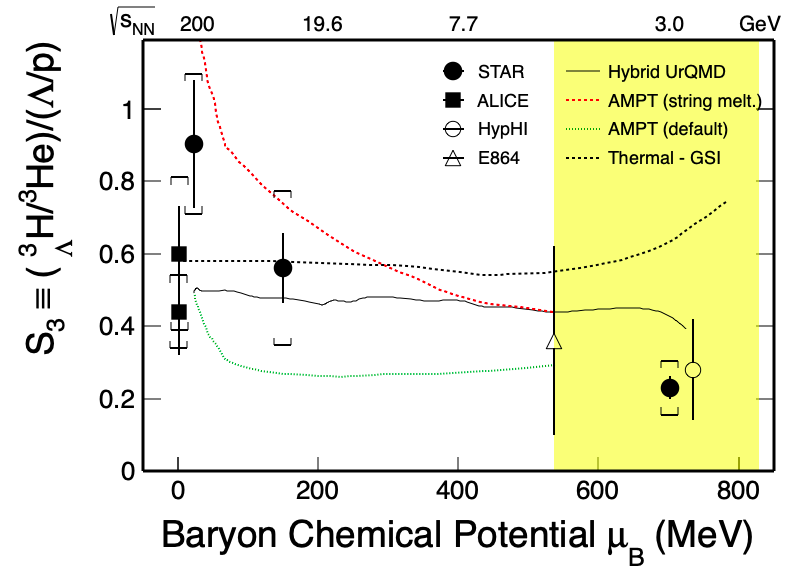 √sNN 200 19.6 7.7 3.0 GeV
STAR
ALICE
HypHI
E864
Hybrid UrQMD
AMPT (string melt.)
AMPT (default)
Thermal - GSI
1
0.8
0.6
0.4
0.2
0
S3 ≡ (3ΛH/3He)/(Λ/p)
0 200 400 600 800
Baryon Chemical Potential μB (MeV)